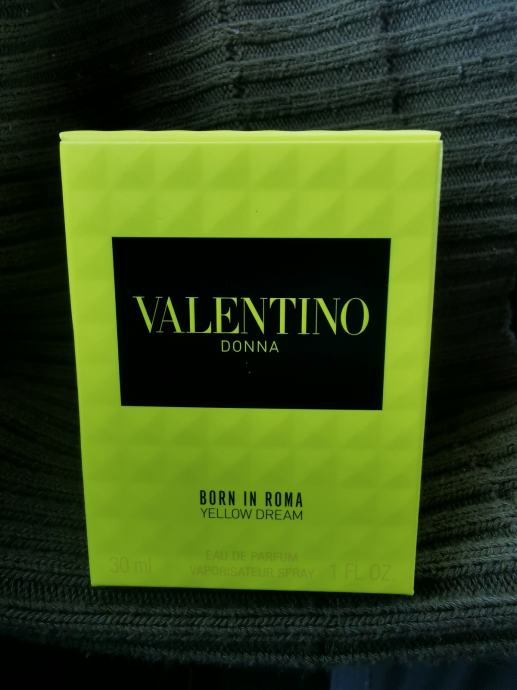 VALENTINO
DONNA
BORN IN ROMA
YELLOW DREAM
EAU DE PARFUM
30 ml VAPORISATEUR SPRAY 1 FL.OZ.